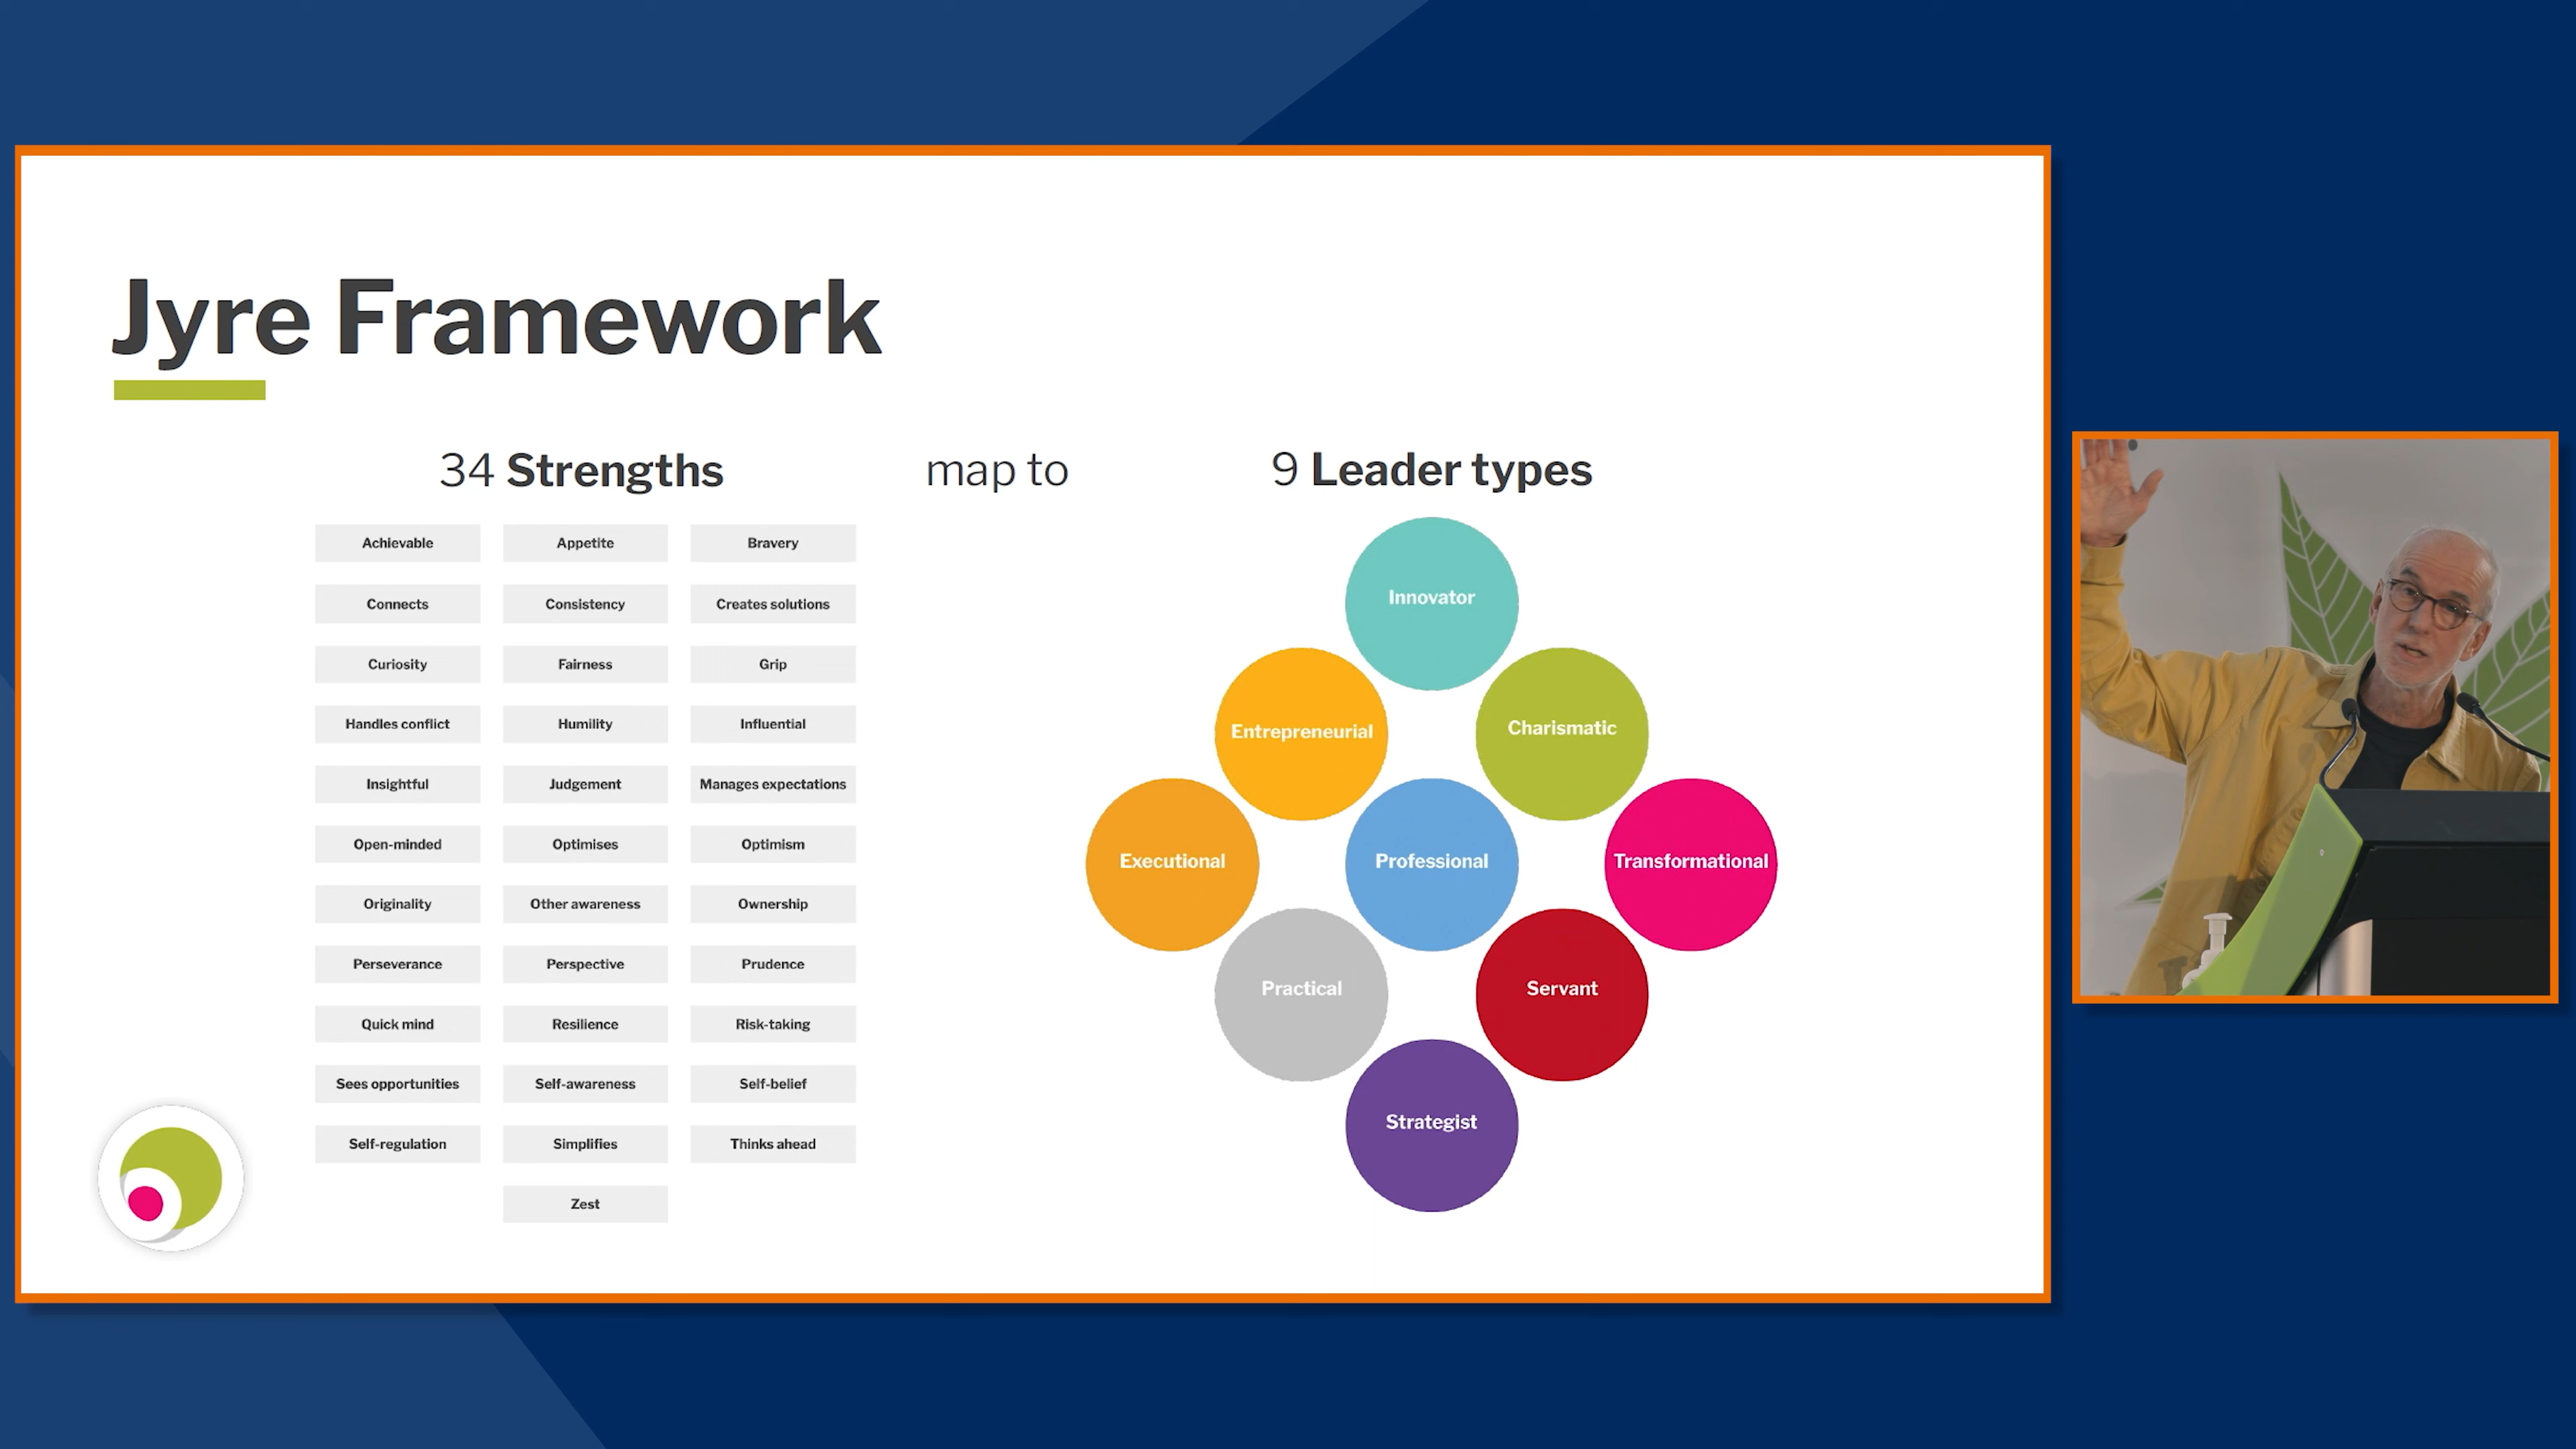 Jyre Framework
34 Strengths map to 9 Leader types
Achievable Appetite Bravery
Connects Consistency Creates solutions
Curiosity Fairness Grip
Handles conflict Humility Influential
Insightful Judgement Manages expectations
Open-minded Optimises Optimism
Originality Other awareness Ownership
Perseverance Perspective Prudence
Quick mind Resilience Risk-taking
Sees opportunities Self-awareness Self-belief
Self-regulation Simplifies Thinks ahead
Zest
Innovator
Entrepreneurial Charismatic
Executional Professional Transformational
Practical Servant
Strategist